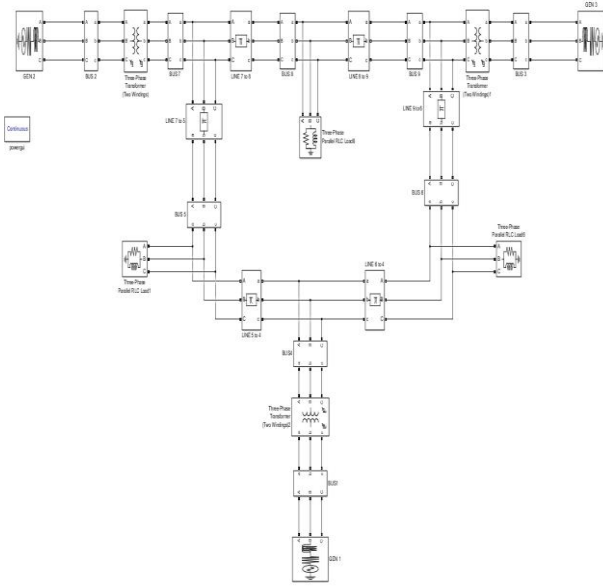 GEN 3
GEN 2
BUS 2
Three-Phase
Transformer
(Two Windings)
BUS 7
LINE 7 to 8
BUS 8
LINE 8 to 9
BUS 9
Three-Phase
Transformer
(Two Windings)1
BUS 3
Continuous
powergui
LINE 7 to 5
Three-Phase
Parallel RLC Load
LINE 9 to 6
BUS 5
BUS 6
Three-Phase
Parallel RLC Load1
Three-Phase
Parallel RLC Load
LINE 5 to 4
LINE 6 to 4
BUS4
Three-Phase
Transformer
(Two Windings)2
BUS1
GEN 1